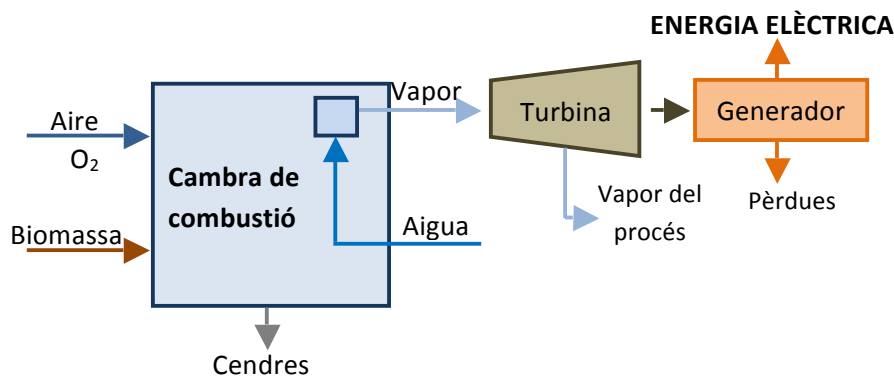 ENERGIA ELÈCTRICA
Vapor
Turbina
Generador
Aire
O₂
Cambra de
combustió
Vapor del
procés
Pèrdues
Biomassa
Aigua
Cendres